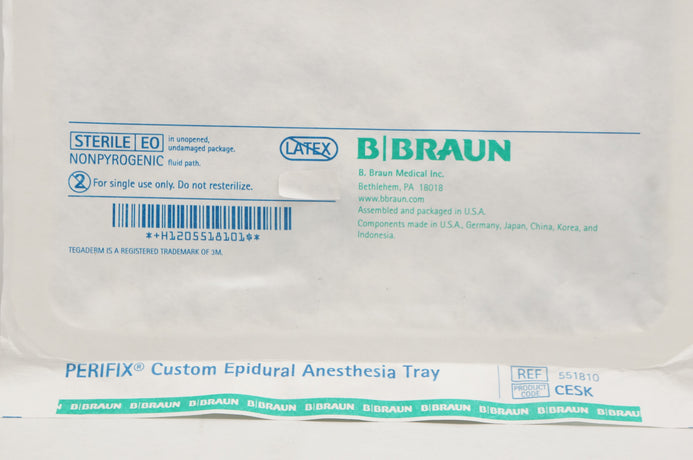 STERILE EO in unopened, undamaged package.
NONPYROGENIC fluid path.
2 For single use only. Do not resterilize.
*+H1205518101¢*
TEGADERM IS A REGISTERED TRADEMARK OF 3M.
LATEX
B|BRAUN
B. Braun Medical Inc.
Bethlehem, PA 18018
www.bbraun.com
Assembled and packaged in U.S.A.
Components made in U.S.A., Germany, Japan, China, Korea, and
Indonesia.
PERIFIX® Custom Epidural Anesthesia Tray
REF 551810
PRODUCT CODE CESK
B|BRAUN B|BRAUN B|BRAUN B|BRAUN B|BRAUN B|BRAUN B|BRAUN B|BRAUN B|BRAUN B|BRAU